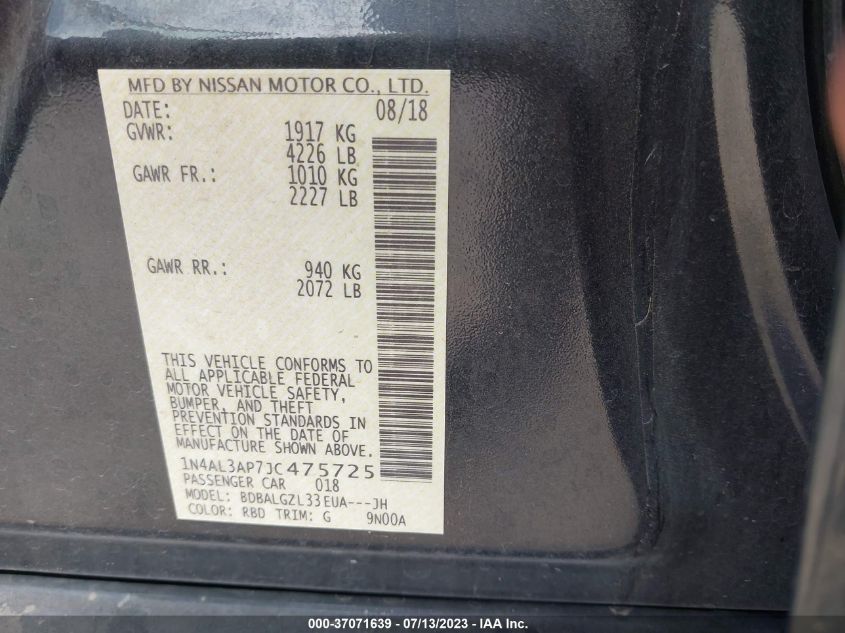 MFD BY NISSAN MOTOR CO., LTD.
DATE: 08/18
GVWR: 1917 KG
4226 LB
GAWR FR.: 1010 KG
2227 LB
GAWR RR.: 940 KG
2072 LB
THIS VEHICLE CONFORMS TO
ALL APPLICABLE FEDERAL
MOTOR VEHICLE SAFETY,
BUMPER, AND THEFT
PREVENTION STANDARDS IN
EFFECT ON THE DATE OF
MANUFACTURE SHOWN ABOVE.
1N4AL3AP7JC475725
PASSENGER CAR 018
MODEL: BDBALGZL33EUA---JH
COLOR: RBD TRIM: G 9N00A
000-37071639 - 07/13/2023 - IAA Inc.